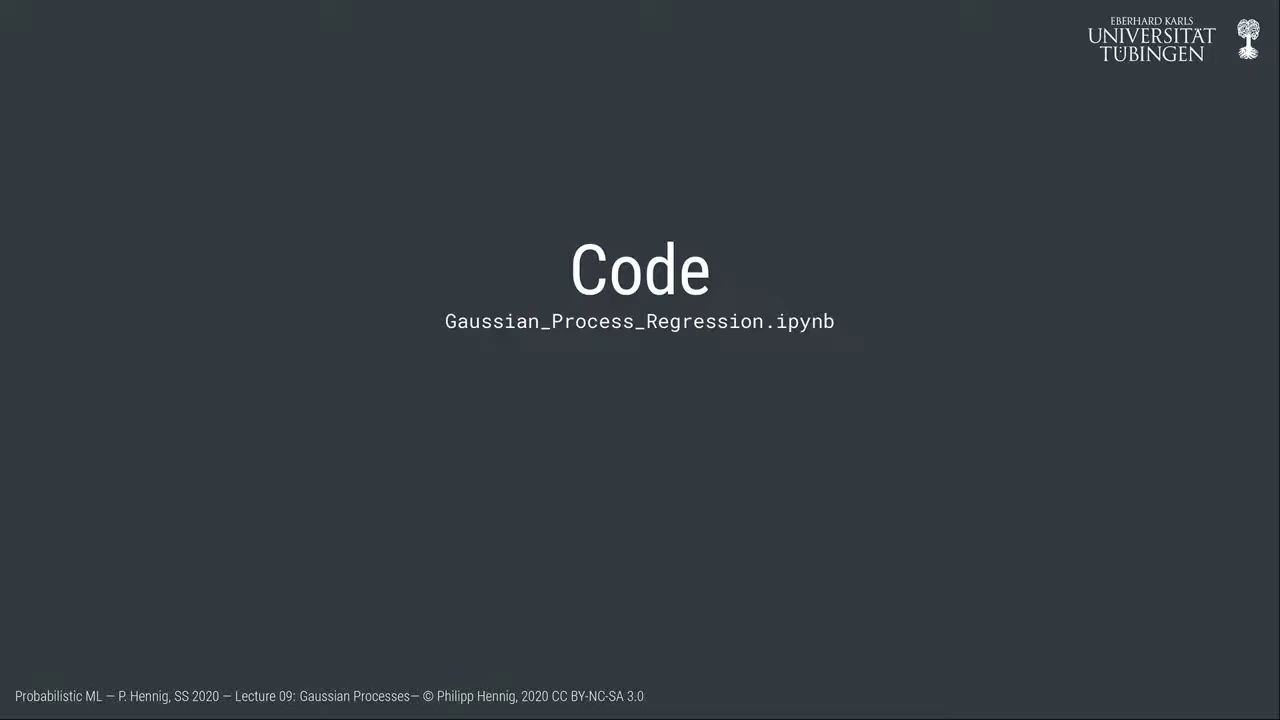 EBERHARD KARLS
UNIVERSITÄT
TÜBINGEN
Code
Gaussian_Process_Regression.ipynb
Probabilistic ML — P. Hennig, SS 2020 — Lecture 09: Gaussian Processes— © Philipp Hennig, 2020 CC BY-NC-SA 3.0